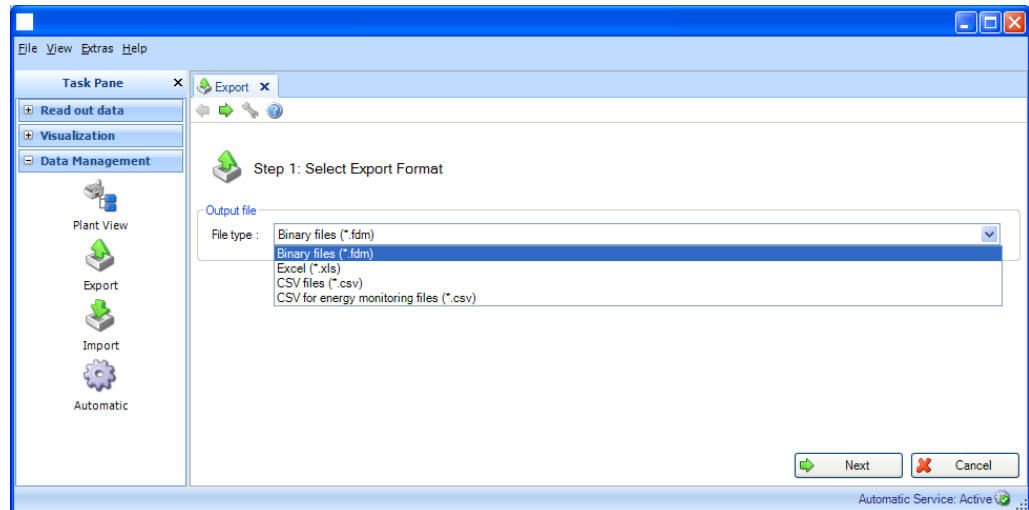 File View Extras Help
Task Pane
Export
Read out data
Visualization
Data Management
Plant View
Export
Import
Automatic
Step 1: Select Export Format
Output file
File type : Binary files (*.fdm)
Binary files (*.fdm)
Excel (*.xls)
CSV files (*.csv)
CSV for energy monitoring files (*.csv)
Next Cancel
Automatic Service: Active